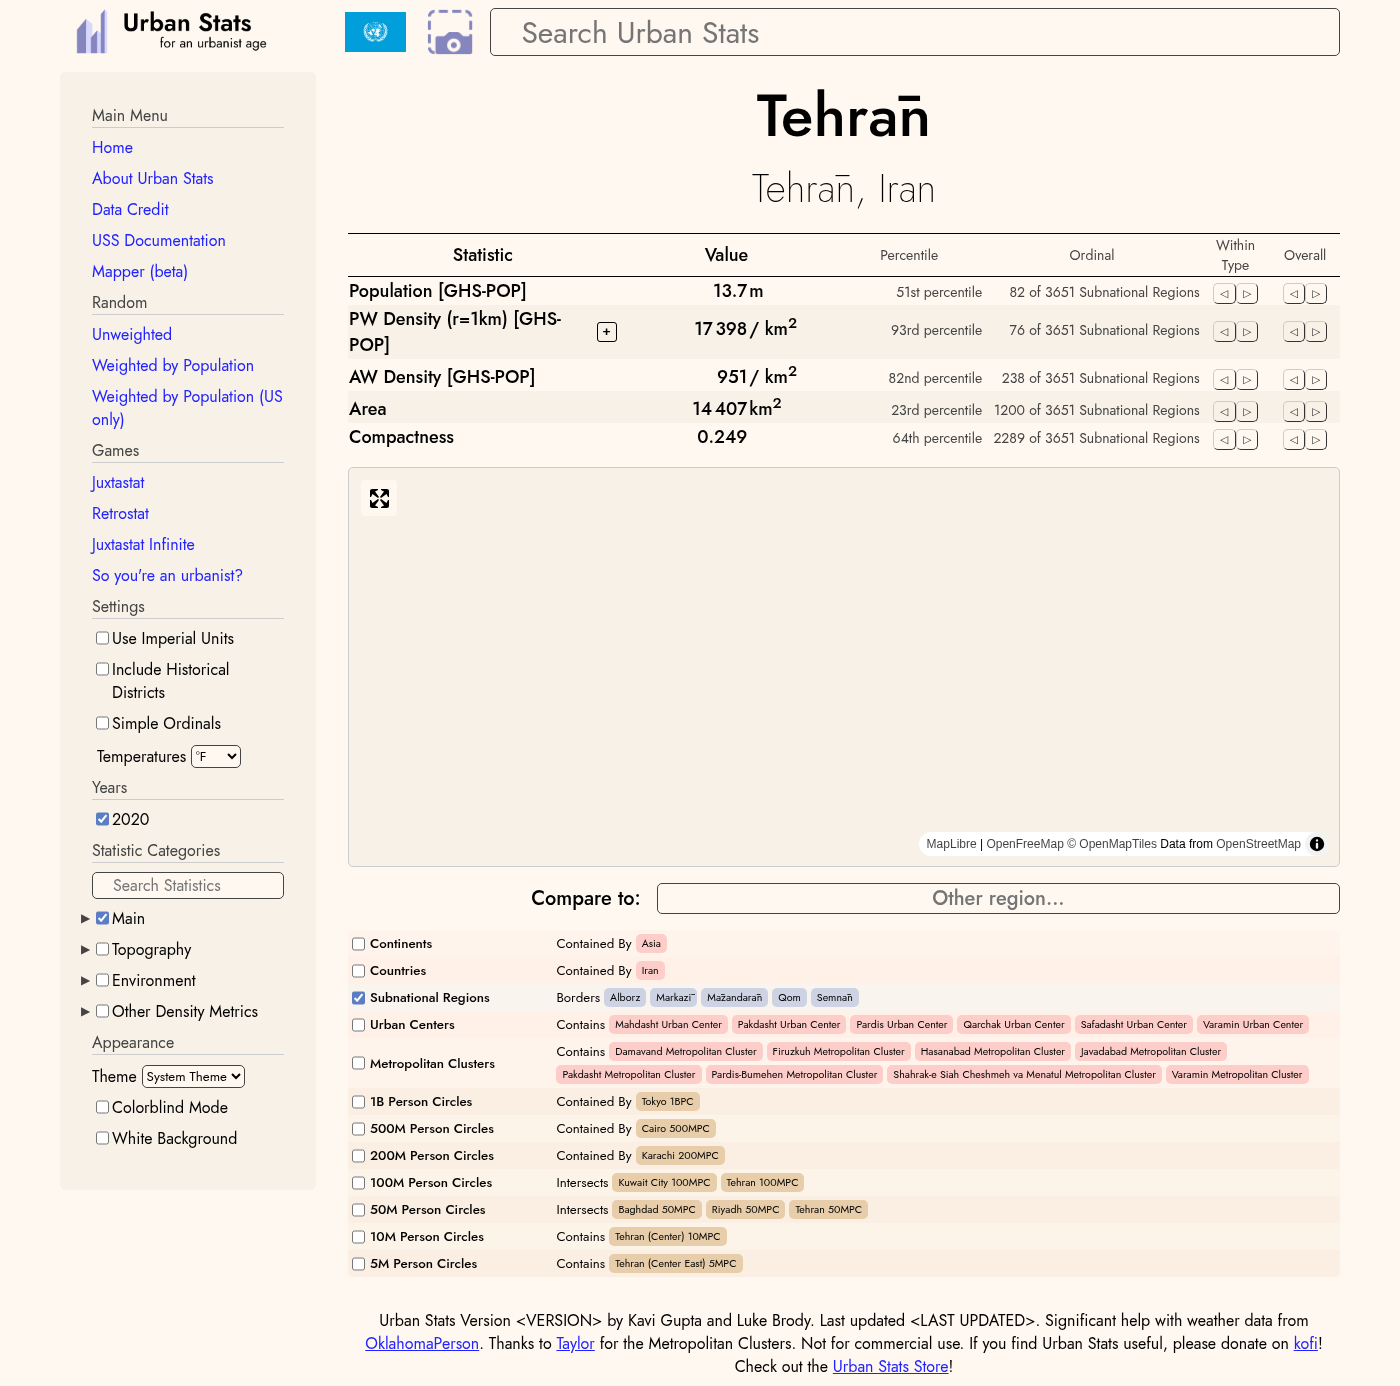 Urban Stats
for an urbanist age
Search Urban Stats
Main Menu
Home
About Urban Stats
Data Credit
USS Documentation
Mapper (beta)
Random
Unweighted
Weighted by Population
Weighted by Population (US
only)
Games
Juxtastat
Retrostat
Juxtastat Infinite
So you're an urbanist?
Settings
Use Imperial Units
Include Historical
Districts
Simple Ordinals
Temperatures °F
Years
2020
Statistic Categories
Search Statistics
Main
Topography
Environment
Other Density Metrics
Appearance
Theme System Theme
Colorblind Mode
White Background
Tehrān
Tehrān, Iran
Statistic Value Percentile Ordinal Within Type Overall
Population [GHS-POP] 13.7 m 51st percentile 82 of 3651 Subnational Regions
PW Density (r=1km) [GHS-
POP] + 17 398 / km² 93rd percentile 76 of 3651 Subnational Regions
AW Density [GHS-POP] 951 / km² 82nd percentile 238 of 3651 Subnational Regions
Area 14 407 km² 23rd percentile 1200 of 3651 Subnational Regions
Compactness 0.249 64th percentile 2289 of 3651 Subnational Regions
MapLibre | OpenFreeMap © OpenMapTiles Data from OpenStreetMap
Compare to: Other region...
Continents Contained By Asia
Countries Contained By Iran
Subnational Regions Borders Alborz Markazī Māzandarān Qom Semnān
Urban Centers Contains Mahdasht Urban Center Pakdasht Urban Center Pardis Urban Center Qarchak Urban Center Safadasht Urban Center Varamin Urban Center
Metropolitan Clusters Contains Damavand Metropolitan Cluster Firuzkuh Metropolitan Cluster Hasanabad Metropolitan Cluster Javadabad Metropolitan Cluster
Pakdasht Metropolitan Cluster Pardis-Bumehen Metropolitan Cluster Shahrak-e Siah Cheshmeh va Menatul Metropolitan Cluster Varamin Metropolitan Cluster
1B Person Circles Contained By Tokyo 1BPC
500M Person Circles Contained By Cairo 500MPC
200M Person Circles Contained By Karachi 200MPC
100M Person Circles Intersects Kuwait City 100MPC Tehran 100MPC
50M Person Circles Intersects Baghdad 50MPC Riyadh 50MPC Tehran 50MPC
10M Person Circles Contains Tehran (Center) 10MPC
5M Person Circles Contains Tehran (Center East) 5MPC
Urban Stats Version <VERSION> by Kavi Gupta and Luke Brody. Last updated <LAST UPDATED>. Significant help with weather data from
OklahomaPerson. Thanks to Taylor for the Metropolitan Clusters. Not for commercial use. If you find Urban Stats useful, please donate on kofi!
Check out the Urban Stats Store!